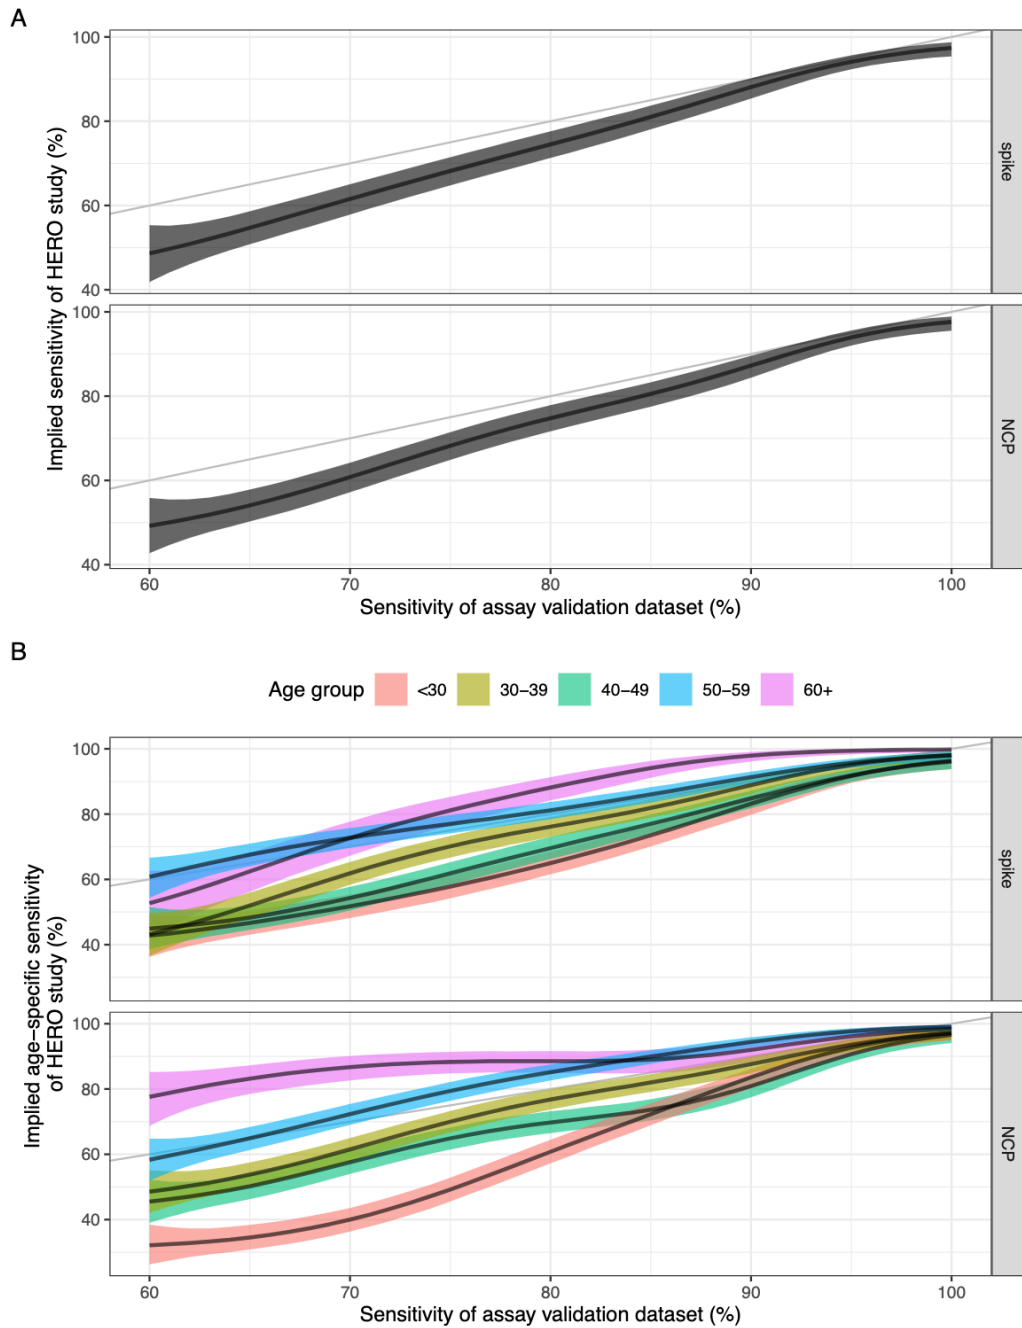 A
Implied sensitivity of HERO study (%)
100
80
60
40
spike
100
80
60
40
NCP
60 70 80 90 100
Sensitivity of assay validation dataset (%)
B
Age group <30 30−39 40−49 50−59 60+
Implied age−specific sensitivity
of HERO study (%)
100
80
60
40
spike
100
80
60
40
NCP
60 70 80 90 100
Sensitivity of assay validation dataset (%)